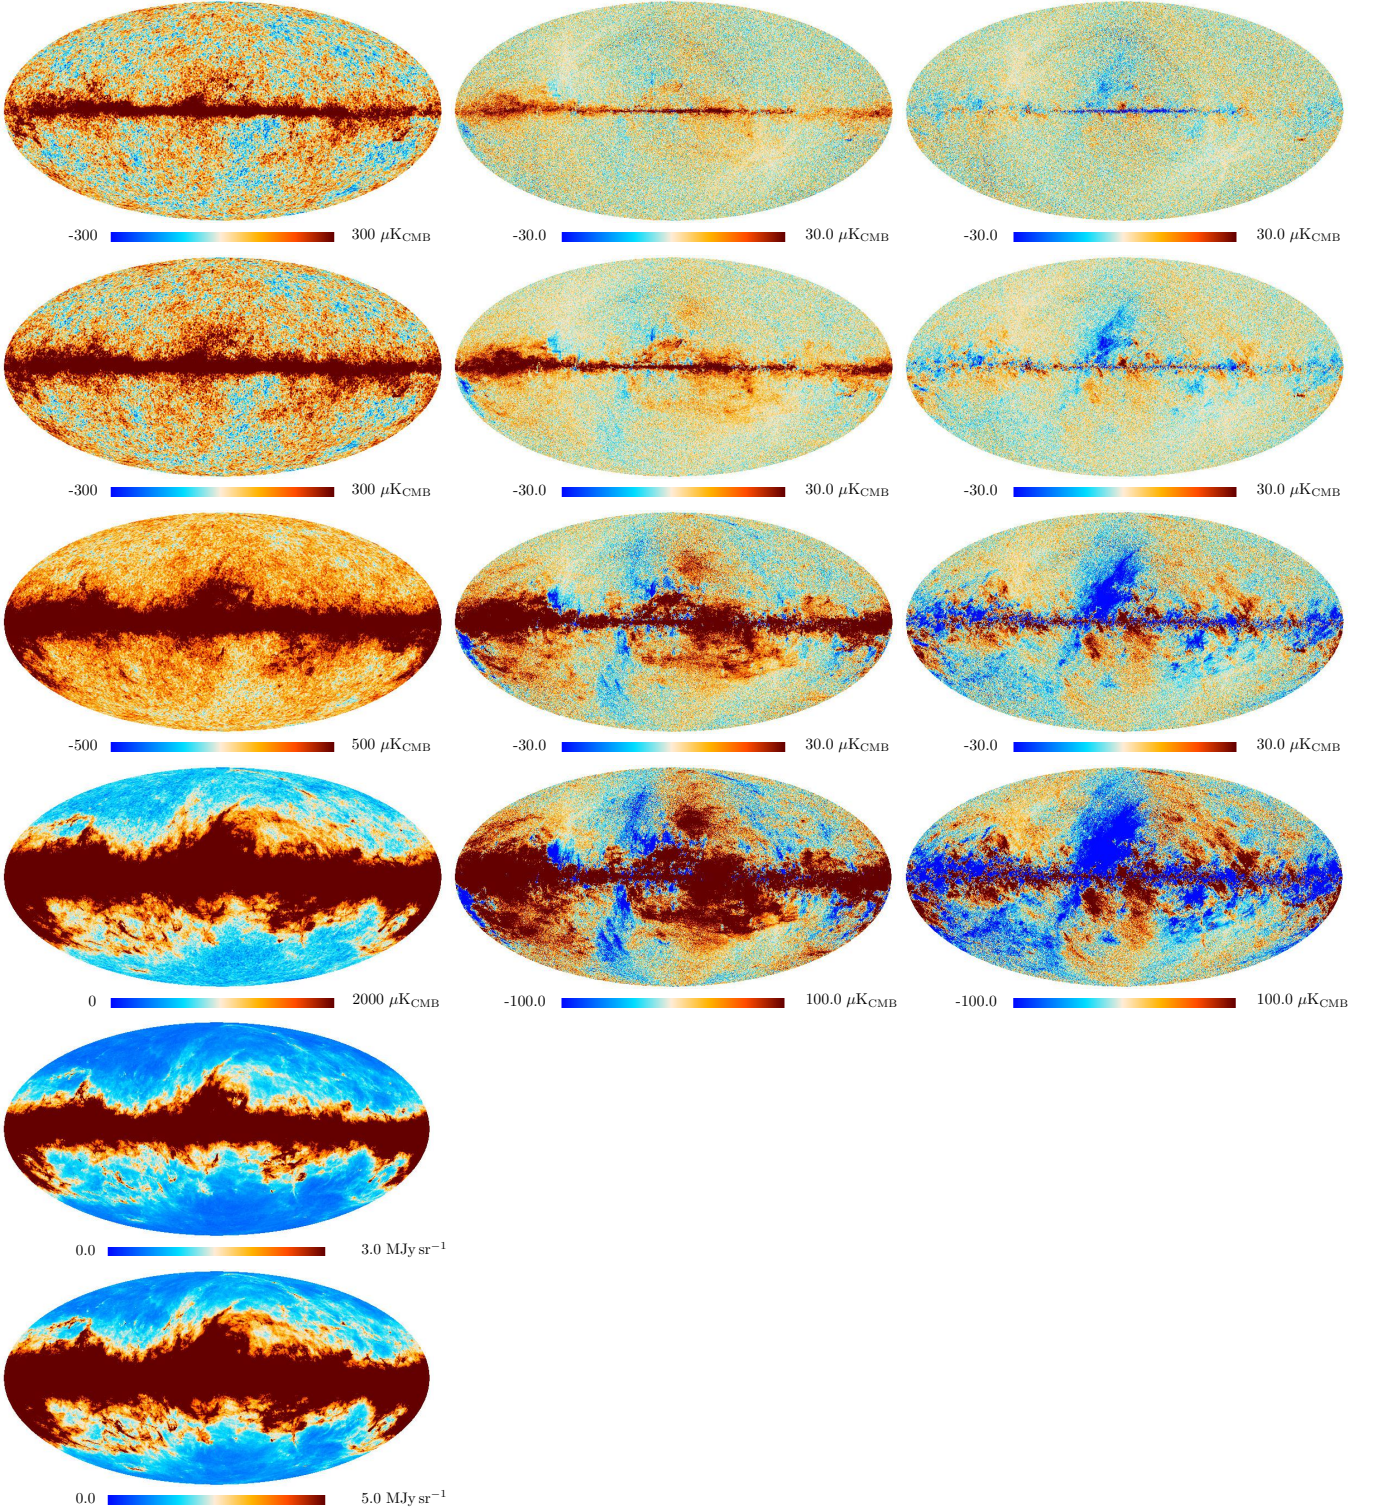 -300 300 μK_CMB -30.0 30.0 μK_CMB -30.0 30.0 μK_CMB
-300 300 μK_CMB -30.0 30.0 μK_CMB -30.0 30.0 μK_CMB
-500 500 μK_CMB -30.0 30.0 μK_CMB -30.0 30.0 μK_CMB
0 2000 μK_CMB -100.0 100.0 μK_CMB -100.0 100.0 μK_CMB
0.0 3.0 MJy sr⁻¹
0.0 5.0 MJy sr⁻¹